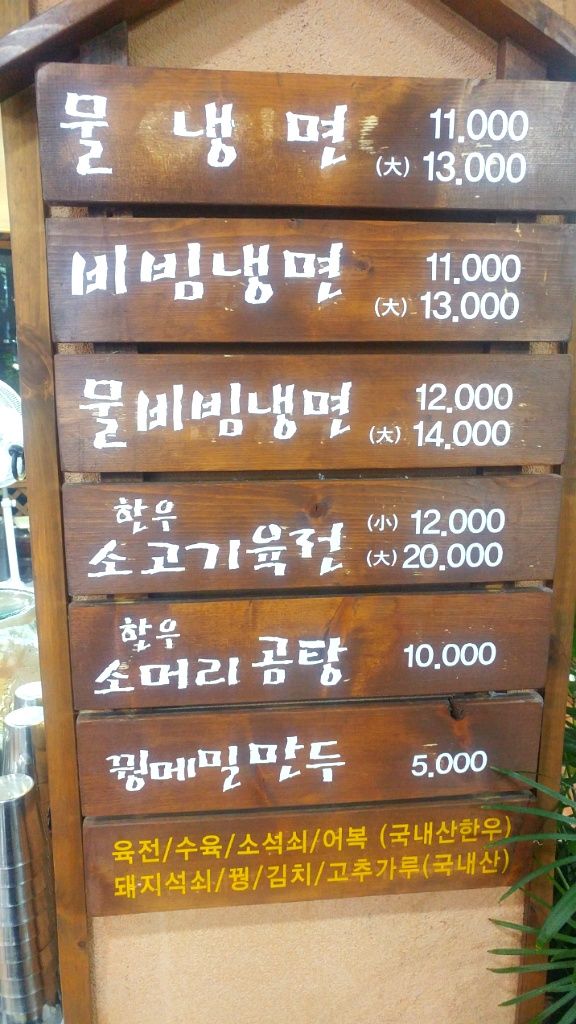 물 냉 면 11.000
(大) 13.000
비빔냉면 11.000
(大) 13.000
물비빔냉면 12.000
(大) 14.000
한우
소고기육전 (小) 12.000
(大) 20.000
한우
소머리곰탕 10.000
꿩메밀만두 5.000
육전/수육/소석쇠/어복 (국내산한우)
돼지석쇠/꿩/김치/고추가루(국내산)